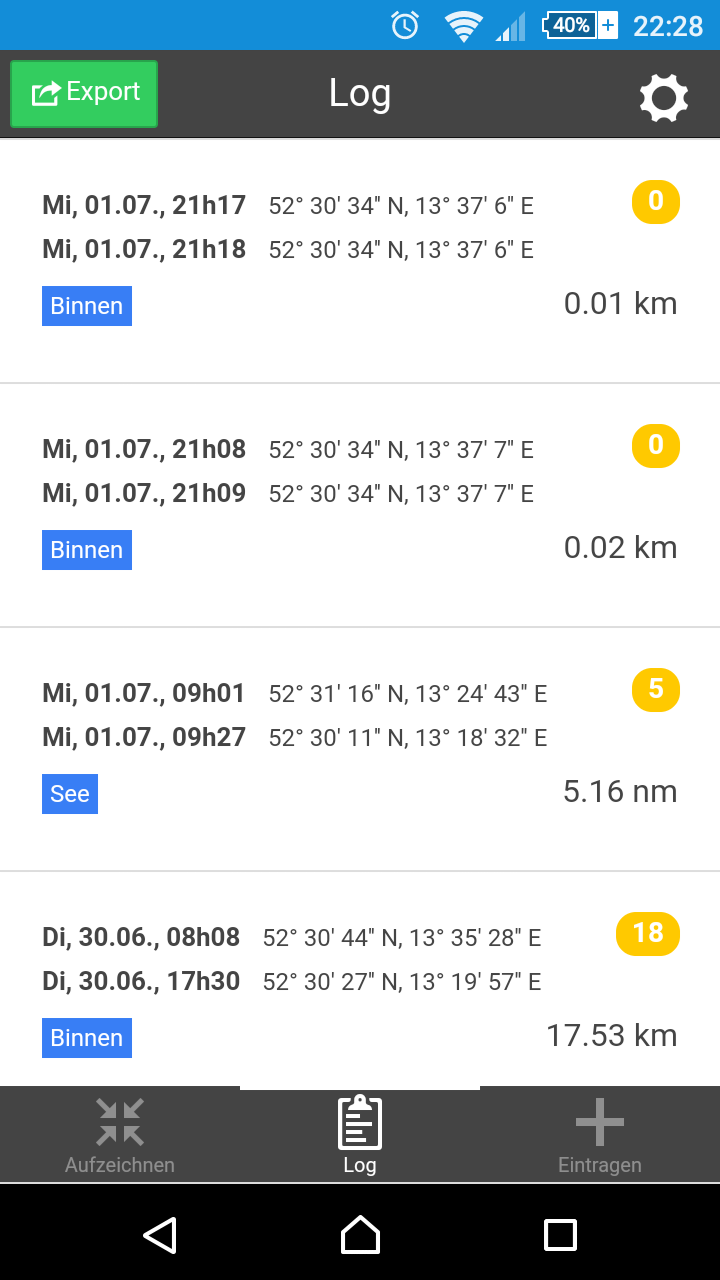 40% 22:28
Export Log
Mi, 01.07., 21h17 52° 30' 34" N, 13° 37' 6" E 0
Mi, 01.07., 21h18 52° 30' 34" N, 13° 37' 6" E
Binnen 0.01 km
Mi, 01.07., 21h08 52° 30' 34" N, 13° 37' 7" E 0
Mi, 01.07., 21h09 52° 30' 34" N, 13° 37' 7" E
Binnen 0.02 km
Mi, 01.07., 09h01 52° 31' 16" N, 13° 24' 43" E 5
Mi, 01.07., 09h27 52° 30' 11" N, 13° 18' 32" E
See 5.16 nm
Di, 30.06., 08h08 52° 30' 44" N, 13° 35' 28" E 18
Di, 30.06., 17h30 52° 30' 27" N, 13° 19' 57" E
Binnen 17.53 km
Aufzeichnen Log Eintragen